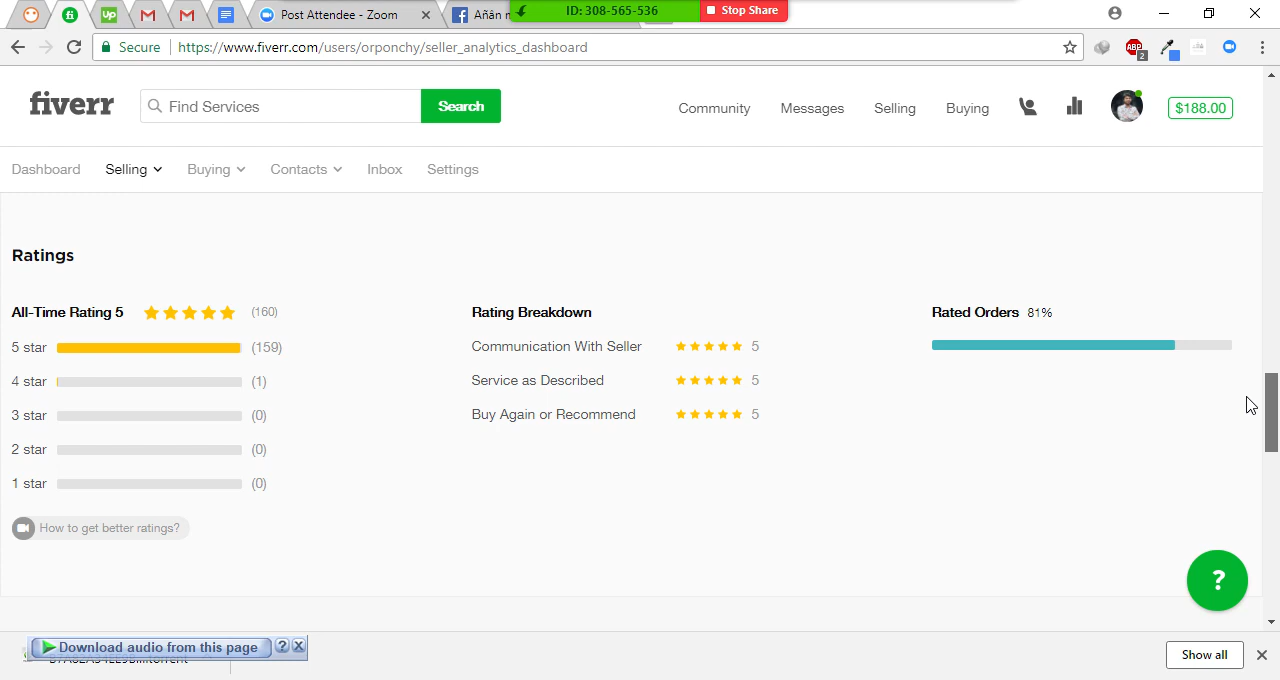 Post Attendee - Zoom
Añân
ID: 308-565-536
Stop Share
Secure
https://www.fiverr.com/users/orponchy/seller_analytics_dashboard
ABP
2
fiverr
Find Services
Search
Community
Messages
Selling
Buying
$188.00
Dashboard
Selling
Buying
Contacts
Inbox
Settings
Ratings
All-Time Rating 5
(160)
5 star
(159)
4 star
(1)
3 star
(0)
2 star
(0)
1 star
(0)
How to get better ratings?
Rating Breakdown
Communication With Seller
5
Service as Described
5
Buy Again or Recommend
5
Rated Orders 81%
?
Download audio from this page
?
Show all